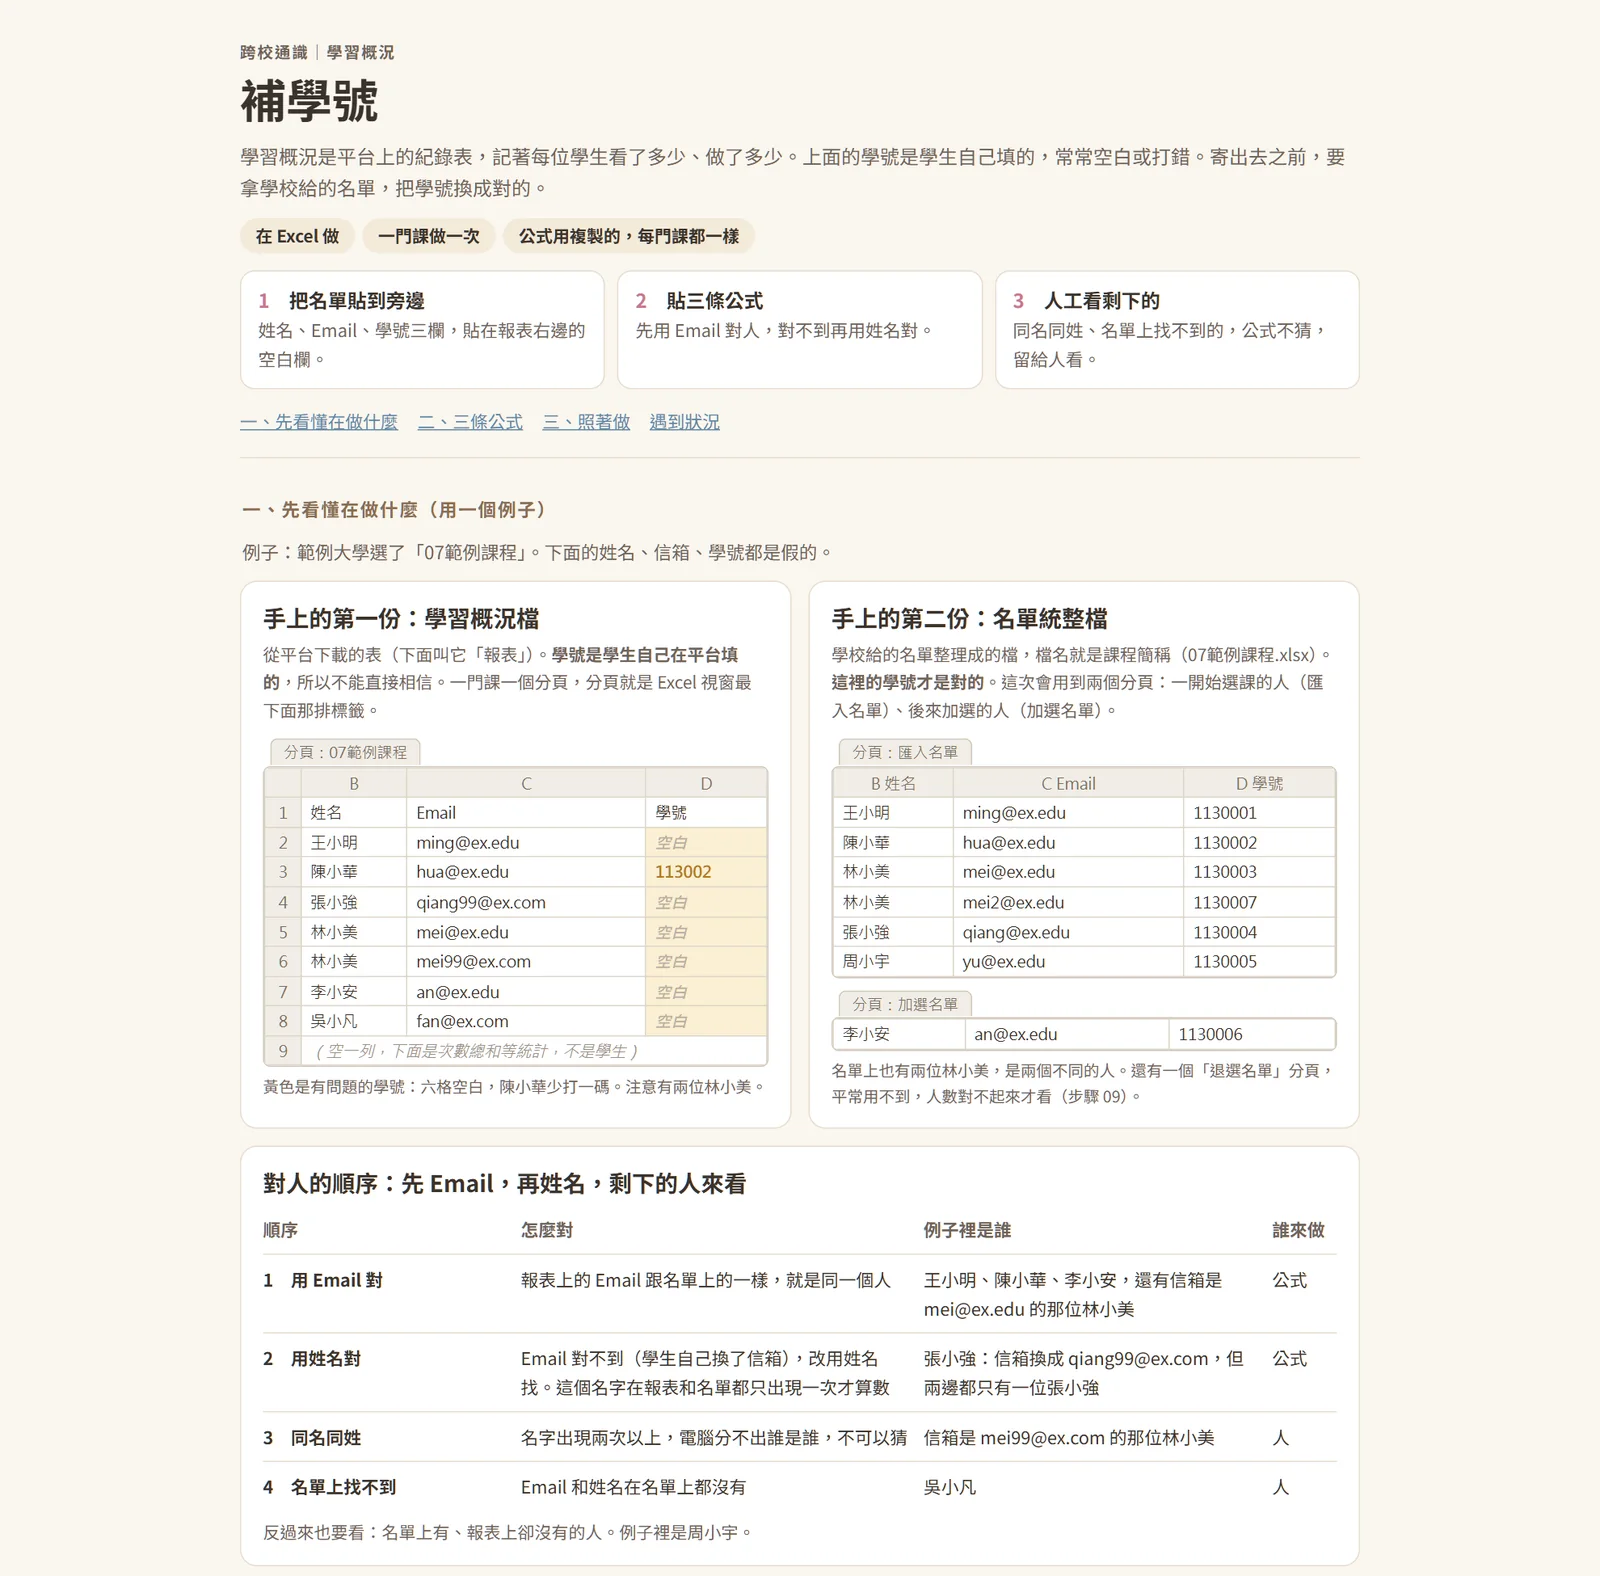 跨校通識｜學習概況
補學號
學習概況是平台上的紀錄表，記著每位學生看了多少、做了多少。上面的學號是學生自己填的，常常空白或打錯。寄出去之前，要
拿學校給的名單，把學號換成對的。
在 Excel 做 一門課做一次 公式用複製的，每門課都一樣
1 把名單貼到旁邊
姓名、Email、學號三欄，貼在報表右邊的
空白欄。
2 貼三條公式
先用 Email 對人，對不到再用姓名對。
3 人工看剩下的
同名同姓、名單上找不到的，公式不猜，
留給人看。
一、先看懂在做什麼 二、三條公式 三、照著做 遇到狀況
一、先看懂在做什麼（用一個例子）
例子：範例大學選了「07範例課程」。下面的姓名、信箱、學號都是假的。
手上的第一份：學習概況檔
從平台下載的表（下面叫它「報表」）。學號是學生自己在平台填
的，所以不能直接相信。一門課一個分頁，分頁就是 Excel 視窗最
下面那排標籤。
分頁：07範例課程
B C D
1 姓名 Email 學號
2 王小明 ming@ex.edu 空白
3 陳小華 hua@ex.edu 113002
4 張小強 qiang99@ex.com 空白
5 林小美 mei@ex.edu 空白
6 林小美 mei99@ex.com 空白
7 李小安 an@ex.edu 空白
8 吳小凡 fan@ex.com 空白
9 （空一列，下面是次數總和等統計，不是學生）
黃色是有問題的學號：六格空白，陳小華少打一碼。注意有兩位林小美。
手上的第二份：名單統整檔
學校給的名單整理成的檔，檔名就是課程簡稱（07範例課程.xlsx）。
這裡的學號才是對的。這次會用到兩個分頁：一開始選課的人（匯
入名單）、後來加選的人（加選名單）。
分頁：匯入名單
B 姓名 C Email D 學號
王小明 ming@ex.edu 1130001
陳小華 hua@ex.edu 1130002
林小美 mei@ex.edu 1130003
林小美 mei2@ex.edu 1130007
張小強 qiang@ex.edu 1130004
周小宇 yu@ex.edu 1130005
分頁：加選名單
李小安 an@ex.edu 1130006
名單上也有兩位林小美，是兩個不同的人。還有一個「退選名單」分頁，
平常用不到，人數對不起來才看（步驟 09）。
對人的順序：先 Email，再姓名，剩下的人來看
順序 怎麼對 例子裡是誰 誰來做
1 用 Email 對 報表上的 Email 跟名單上的一樣，就是同一個人 王小明、陳小華、李小安，還有信箱是 公式
mei@ex.edu 的那位林小美
2 用姓名對 Email 對不到（學生自己換了信箱），改用姓名 張小強：信箱換成 qiang99@ex.com，但 公式
找。這個名字在報表和名單都只出現一次才算數 兩邊都只有一位張小強
3 同名同姓 名字出現兩次以上，電腦分不出誰是誰，不可以猜 信箱是 mei99@ex.com 的那位林小美 人
4 名單上找不到 Email 和姓名在名單上都沒有 吳小凡 人
反過來也要看：名單上有、報表上卻沒有的人。例子裡是周小宇。